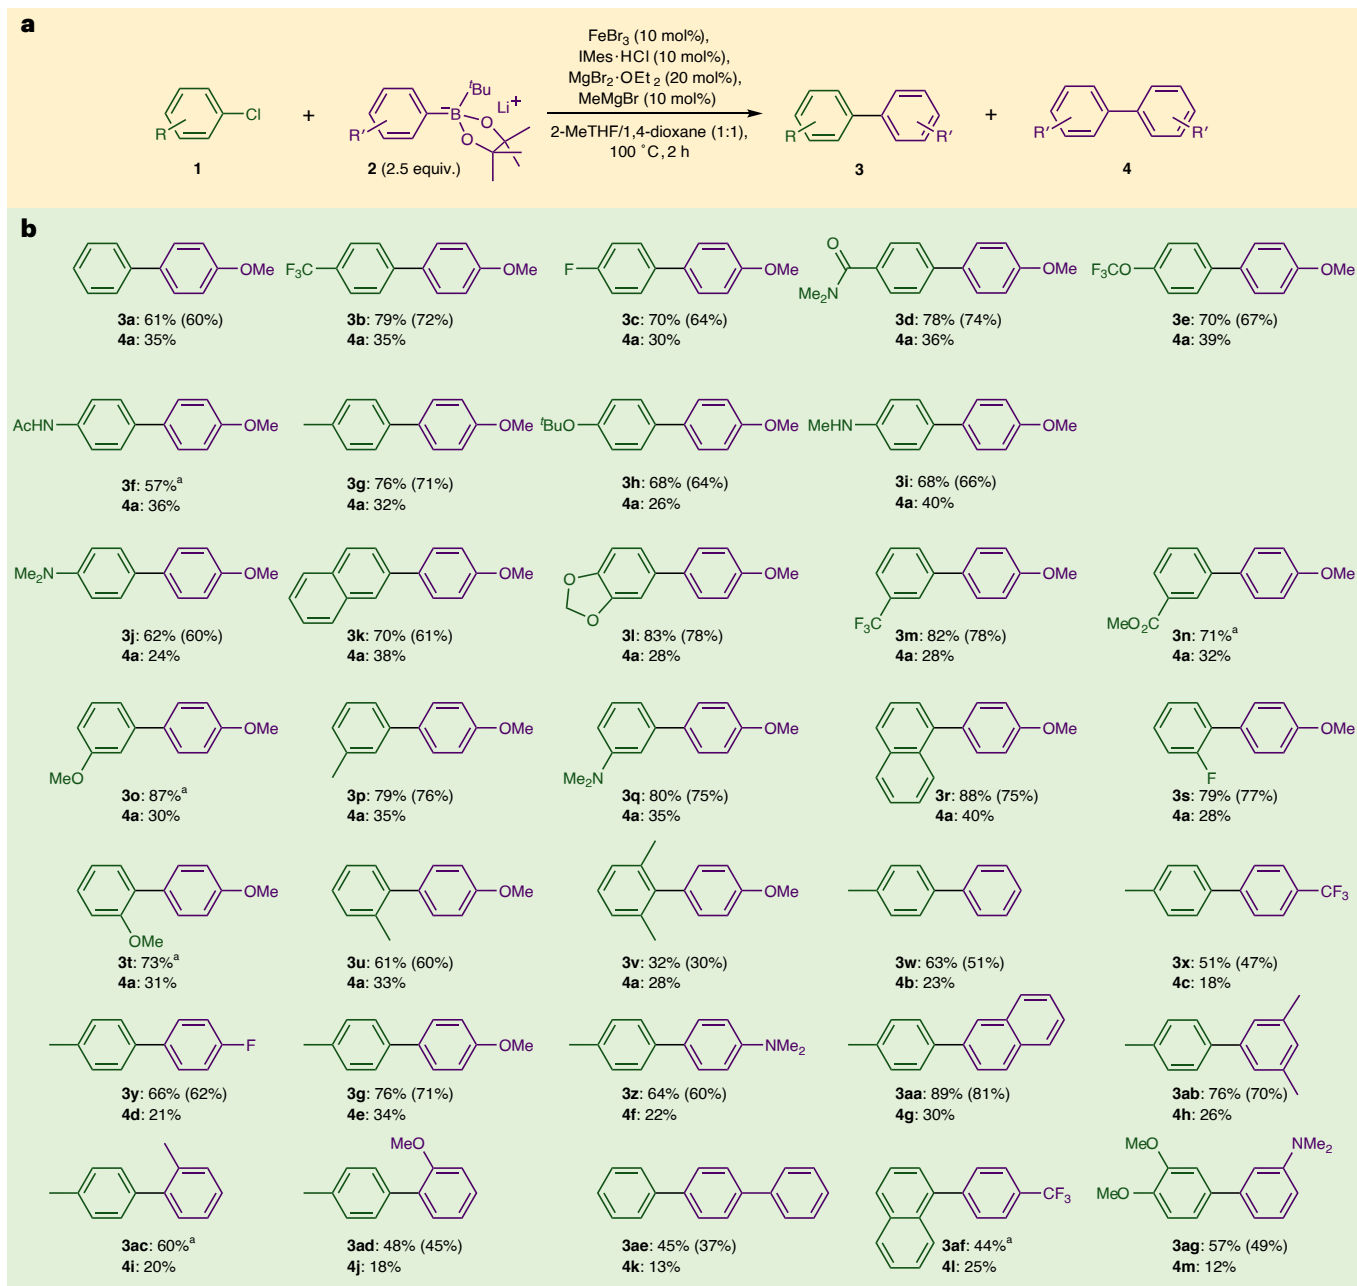 a
FeBr3 (10 mol%),
IMes·HCl (10 mol%),
MgBr2·OEt2 (20 mol%),
MeMgBr (10 mol%)
2-MeTHF/1,4-dioxane (1:1),
100 °C, 2 h
R Cl
+
R′ B− tBu O O Li+
R R′
+
R′ R′
1
2 (2.5 equiv.)
3
4
b
OMe
F3C OMe
F OMe
O Me2N OMe
F3CO OMe
3a: 61% (60%)
4a: 35%
3b: 79% (72%)
4a: 35%
3c: 70% (64%)
4a: 30%
3d: 78% (74%)
4a: 36%
3e: 70% (67%)
4a: 39%
AcHN OMe
OMe
tBuO OMe
MeHN OMe
3f: 57%a
4a: 36%
3g: 76% (71%)
4a: 32%
3h: 68% (64%)
4a: 26%
3i: 68% (66%)
4a: 40%
Me2N OMe
OMe
O O OMe
F3C OMe
MeO2C OMe
3j: 62% (60%)
4a: 24%
3k: 70% (61%)
4a: 38%
3l: 83% (78%)
4a: 28%
3m: 82% (78%)
4a: 28%
3n: 71%a
4a: 32%
MeO OMe
OMe
Me2N OMe
OMe
F OMe
3o: 87%a
4a: 30%
3p: 79% (76%)
4a: 35%
3q: 80% (75%)
4a: 35%
3r: 88% (75%)
4a: 40%
3s: 79% (77%)
4a: 28%
OMe OMe
OMe
OMe
CF3
3t: 73%a
4a: 31%
3u: 61% (60%)
4a: 33%
3v: 32% (30%)
4a: 28%
3w: 63% (51%)
4b: 23%
3x: 51% (47%)
4c: 18%
F
OMe
NMe2
3y: 66% (62%)
4d: 21%
3g: 76% (71%)
4e: 34%
3z: 64% (60%)
4f: 22%
3aa: 89% (81%)
4g: 30%
3ab: 76% (70%)
4h: 26%
MeO
CF3
MeO MeO NMe2
3ac: 60%a
4i: 20%
3ad: 48% (45%)
4j: 18%
3ae: 45% (37%)
4k: 13%
3af: 44%a
4l: 25%
3ag: 57% (49%)
4m: 12%